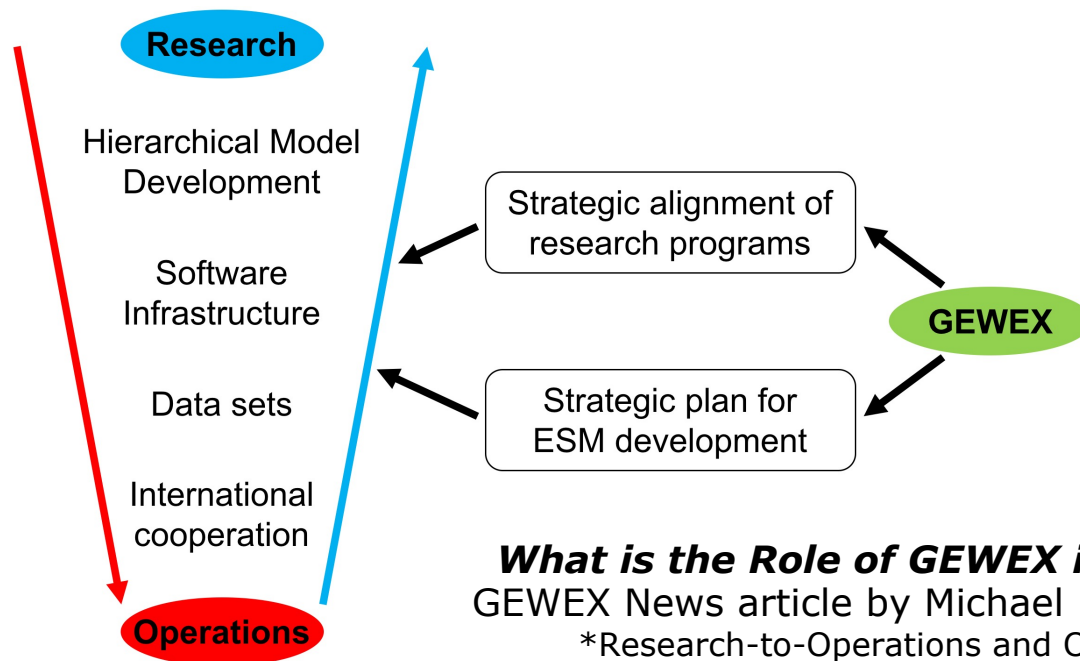 Research
Hierarchical Model
Development
Software
Infrastructure
Data sets
International
cooperation
Operations
Strategic alignment of
research programs
Strategic plan for
ESM development
GEWEX
What is the Role of GEWEX i
GEWEX News article by Michael
*Research-to-Operations and